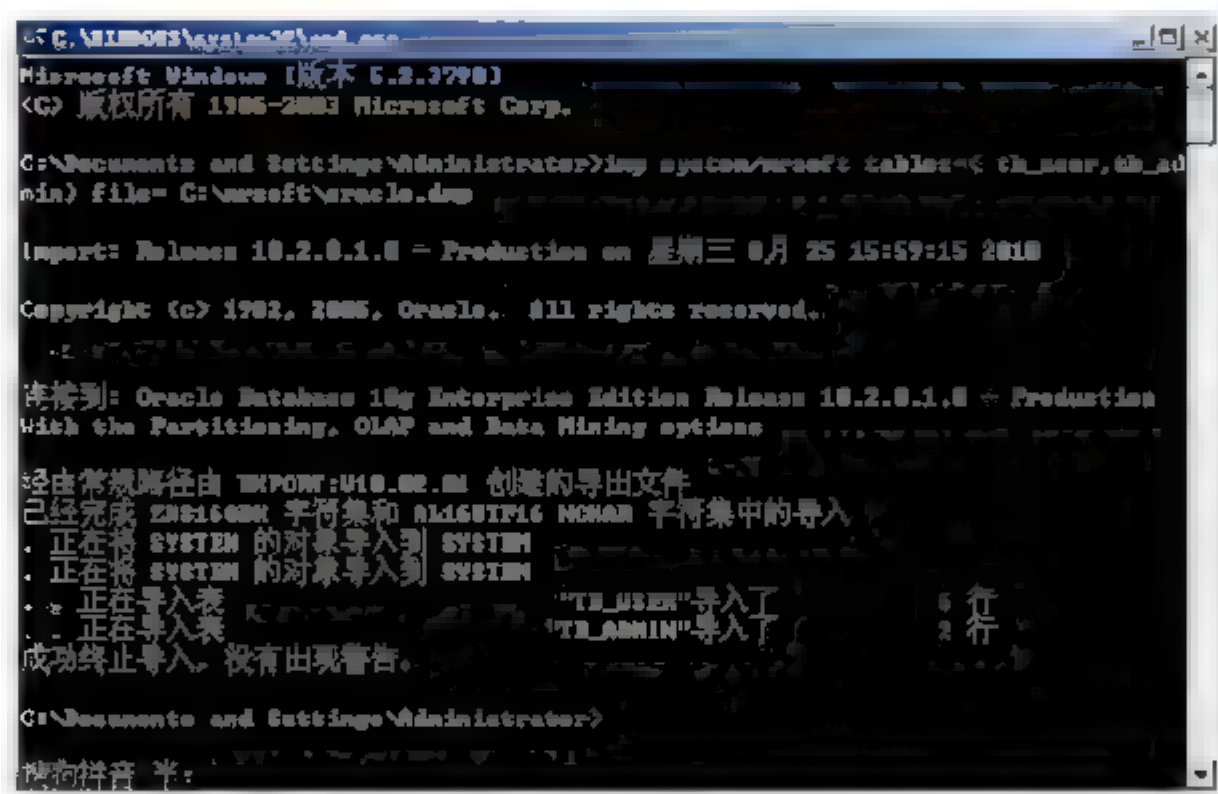 C:\WINDOWS\system32\cmd.exe
Microsoft Windows [版本 5.2.3790]
(C) 版权所有 1985-2003 Microsoft Corp.
C:\Documents and Settings\Administrator>imp system/mrsoft tables=( tb_user,tb_ad
min) file= C:\mrsoft\oracle.dmp
Import: Release 10.2.0.1.0 - Production on 星期三 8月 25 15:59:15 2010
Copyright (c) 1982, 2005, Oracle. All rights reserved.
连接到: Oracle Database 10g Enterprise Edition Release 10.2.0.1.0 - Production
With the Partitioning, OLAP and Data Mining options
经由常规路径由 EXPORT:V10.02.01 创建的导出文件
已经完成 ZHS16GBK 字符集和 AL16UTF16 NCHAR 字符集中的导入
. 正在将 SYSTEM 的对象导入到 SYSTEM
. 正在将 SYSTEM 的对象导入到 SYSTEM
. . 正在导入表 "TB_USER"导入了 行
. . 正在导入表 "TB_ADMIN"导入了 2 行
成功终止导入, 没有出现警告。
C:\Documents and Settings\Administrator>
搜狗拼音 半: